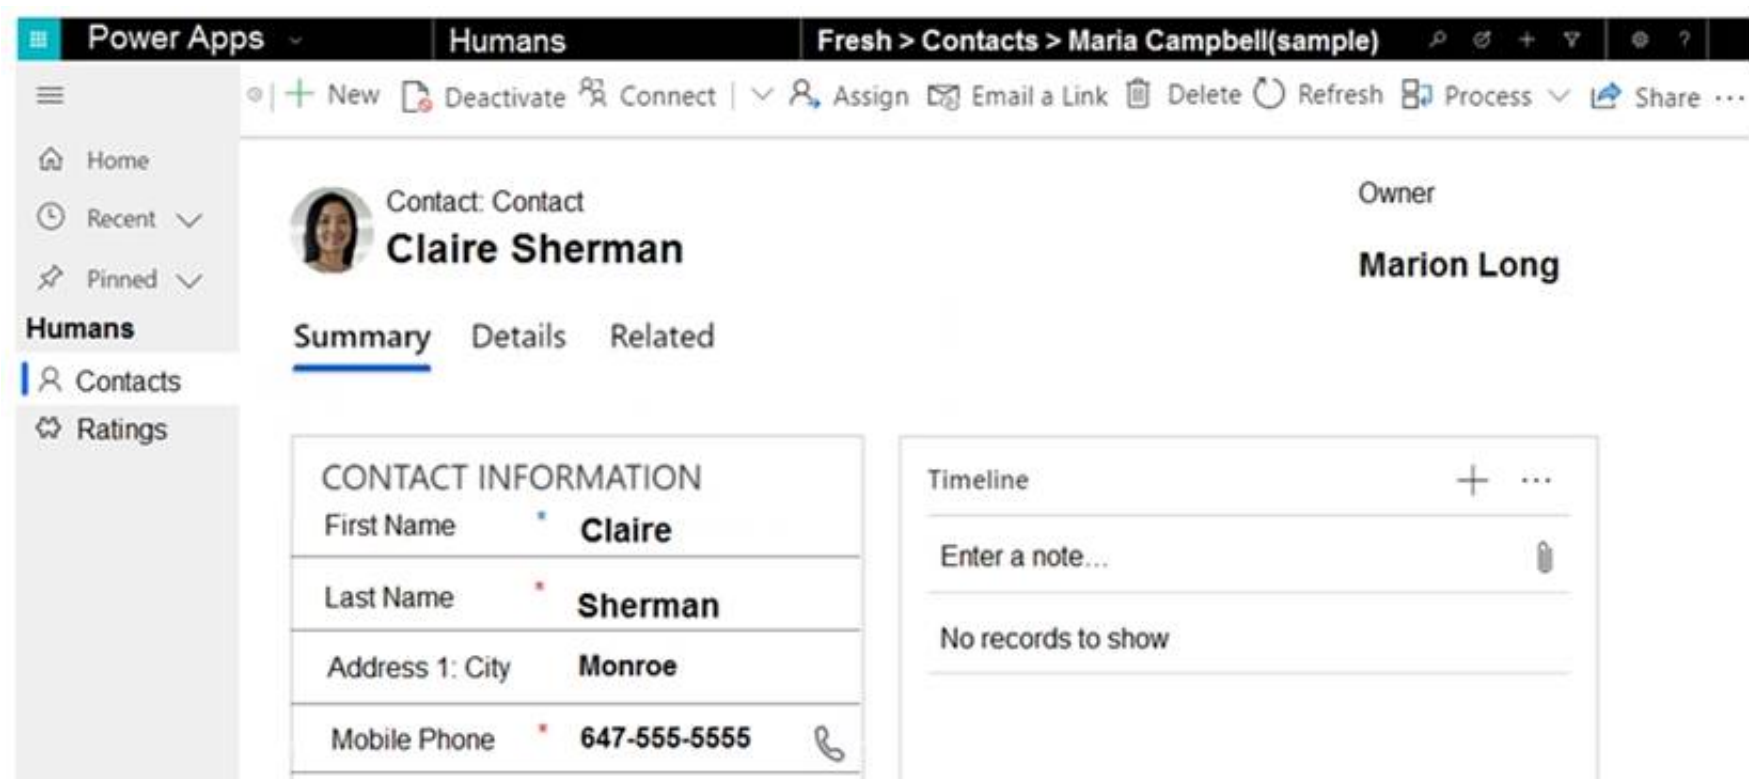 Power Apps Humans Fresh > Contacts > Maria Campbell(sample) ?
New Deactivate Connect | Assign Email a Link Delete Refresh Process Share ...
Home
Recent
Pinned
Humans
Contacts
Ratings
Contact: Contact
Claire Sherman
Owner
Marion Long
Summary Details Related
CONTACT INFORMATION
First Name * Claire
Last Name * Sherman
Address 1: City Monroe
Mobile Phone * 647-555-5555
Timeline + ...
Enter a note...
No records to show